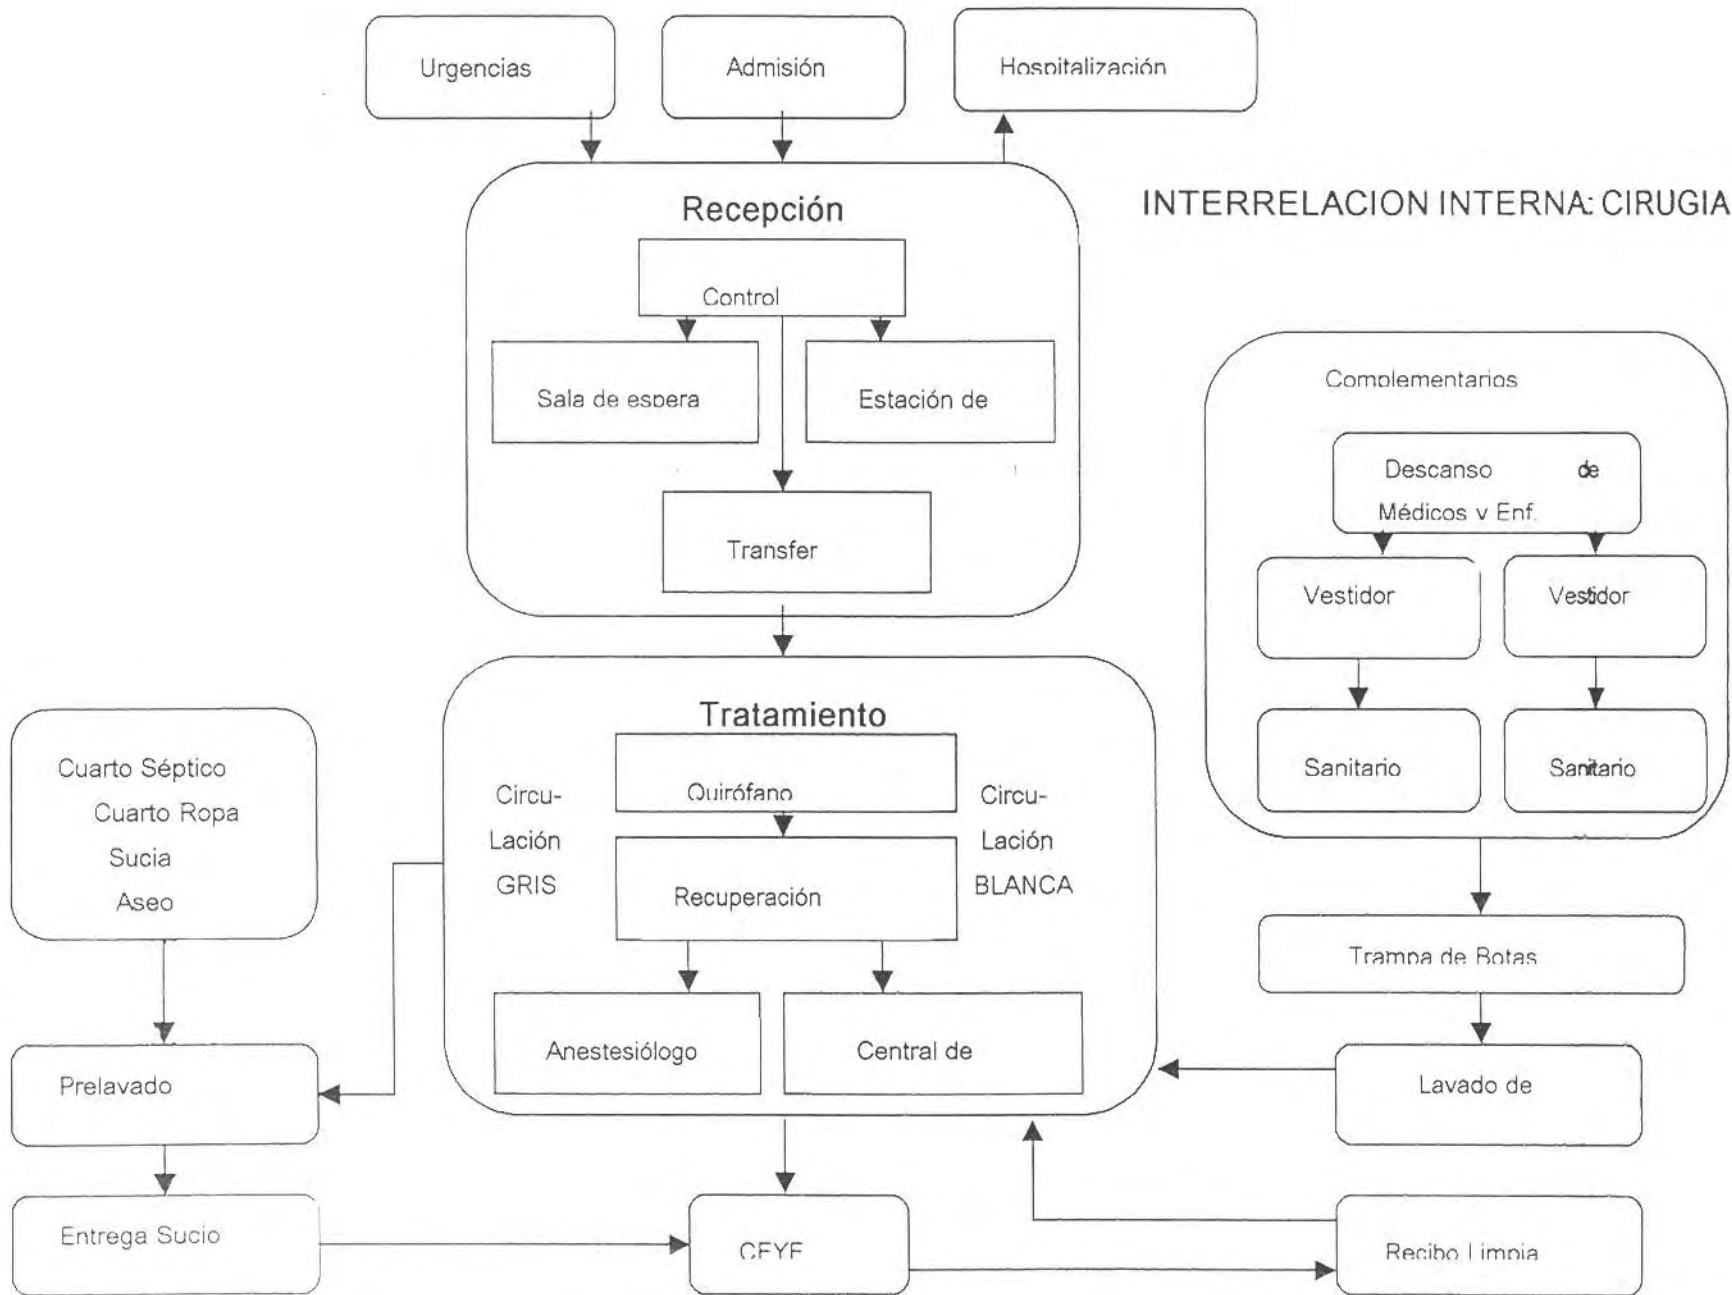 Urgencias
Admisión
Hospitalización
INTERRELACION INTERNA: CIRUGIA
Recepción
Control
Sala de espera
Estación de
Transfer
Complementarios
Descanso de
Médicos y Enf.
Vestidor
Vestidor
Sanitario
Sanitario
Trampa de Botas
Lavado de
Tratamiento
Quirófano
Circu-
Lación
GRIS
Circu-
Lación
BLANCA
Recuperación
Anestesiólogo
Central de
Cuarto Séptico
Cuarto Ropa
Sucia
Aseo
Prelavado
Entrega Sucio
CEYE
Recibo Limpia